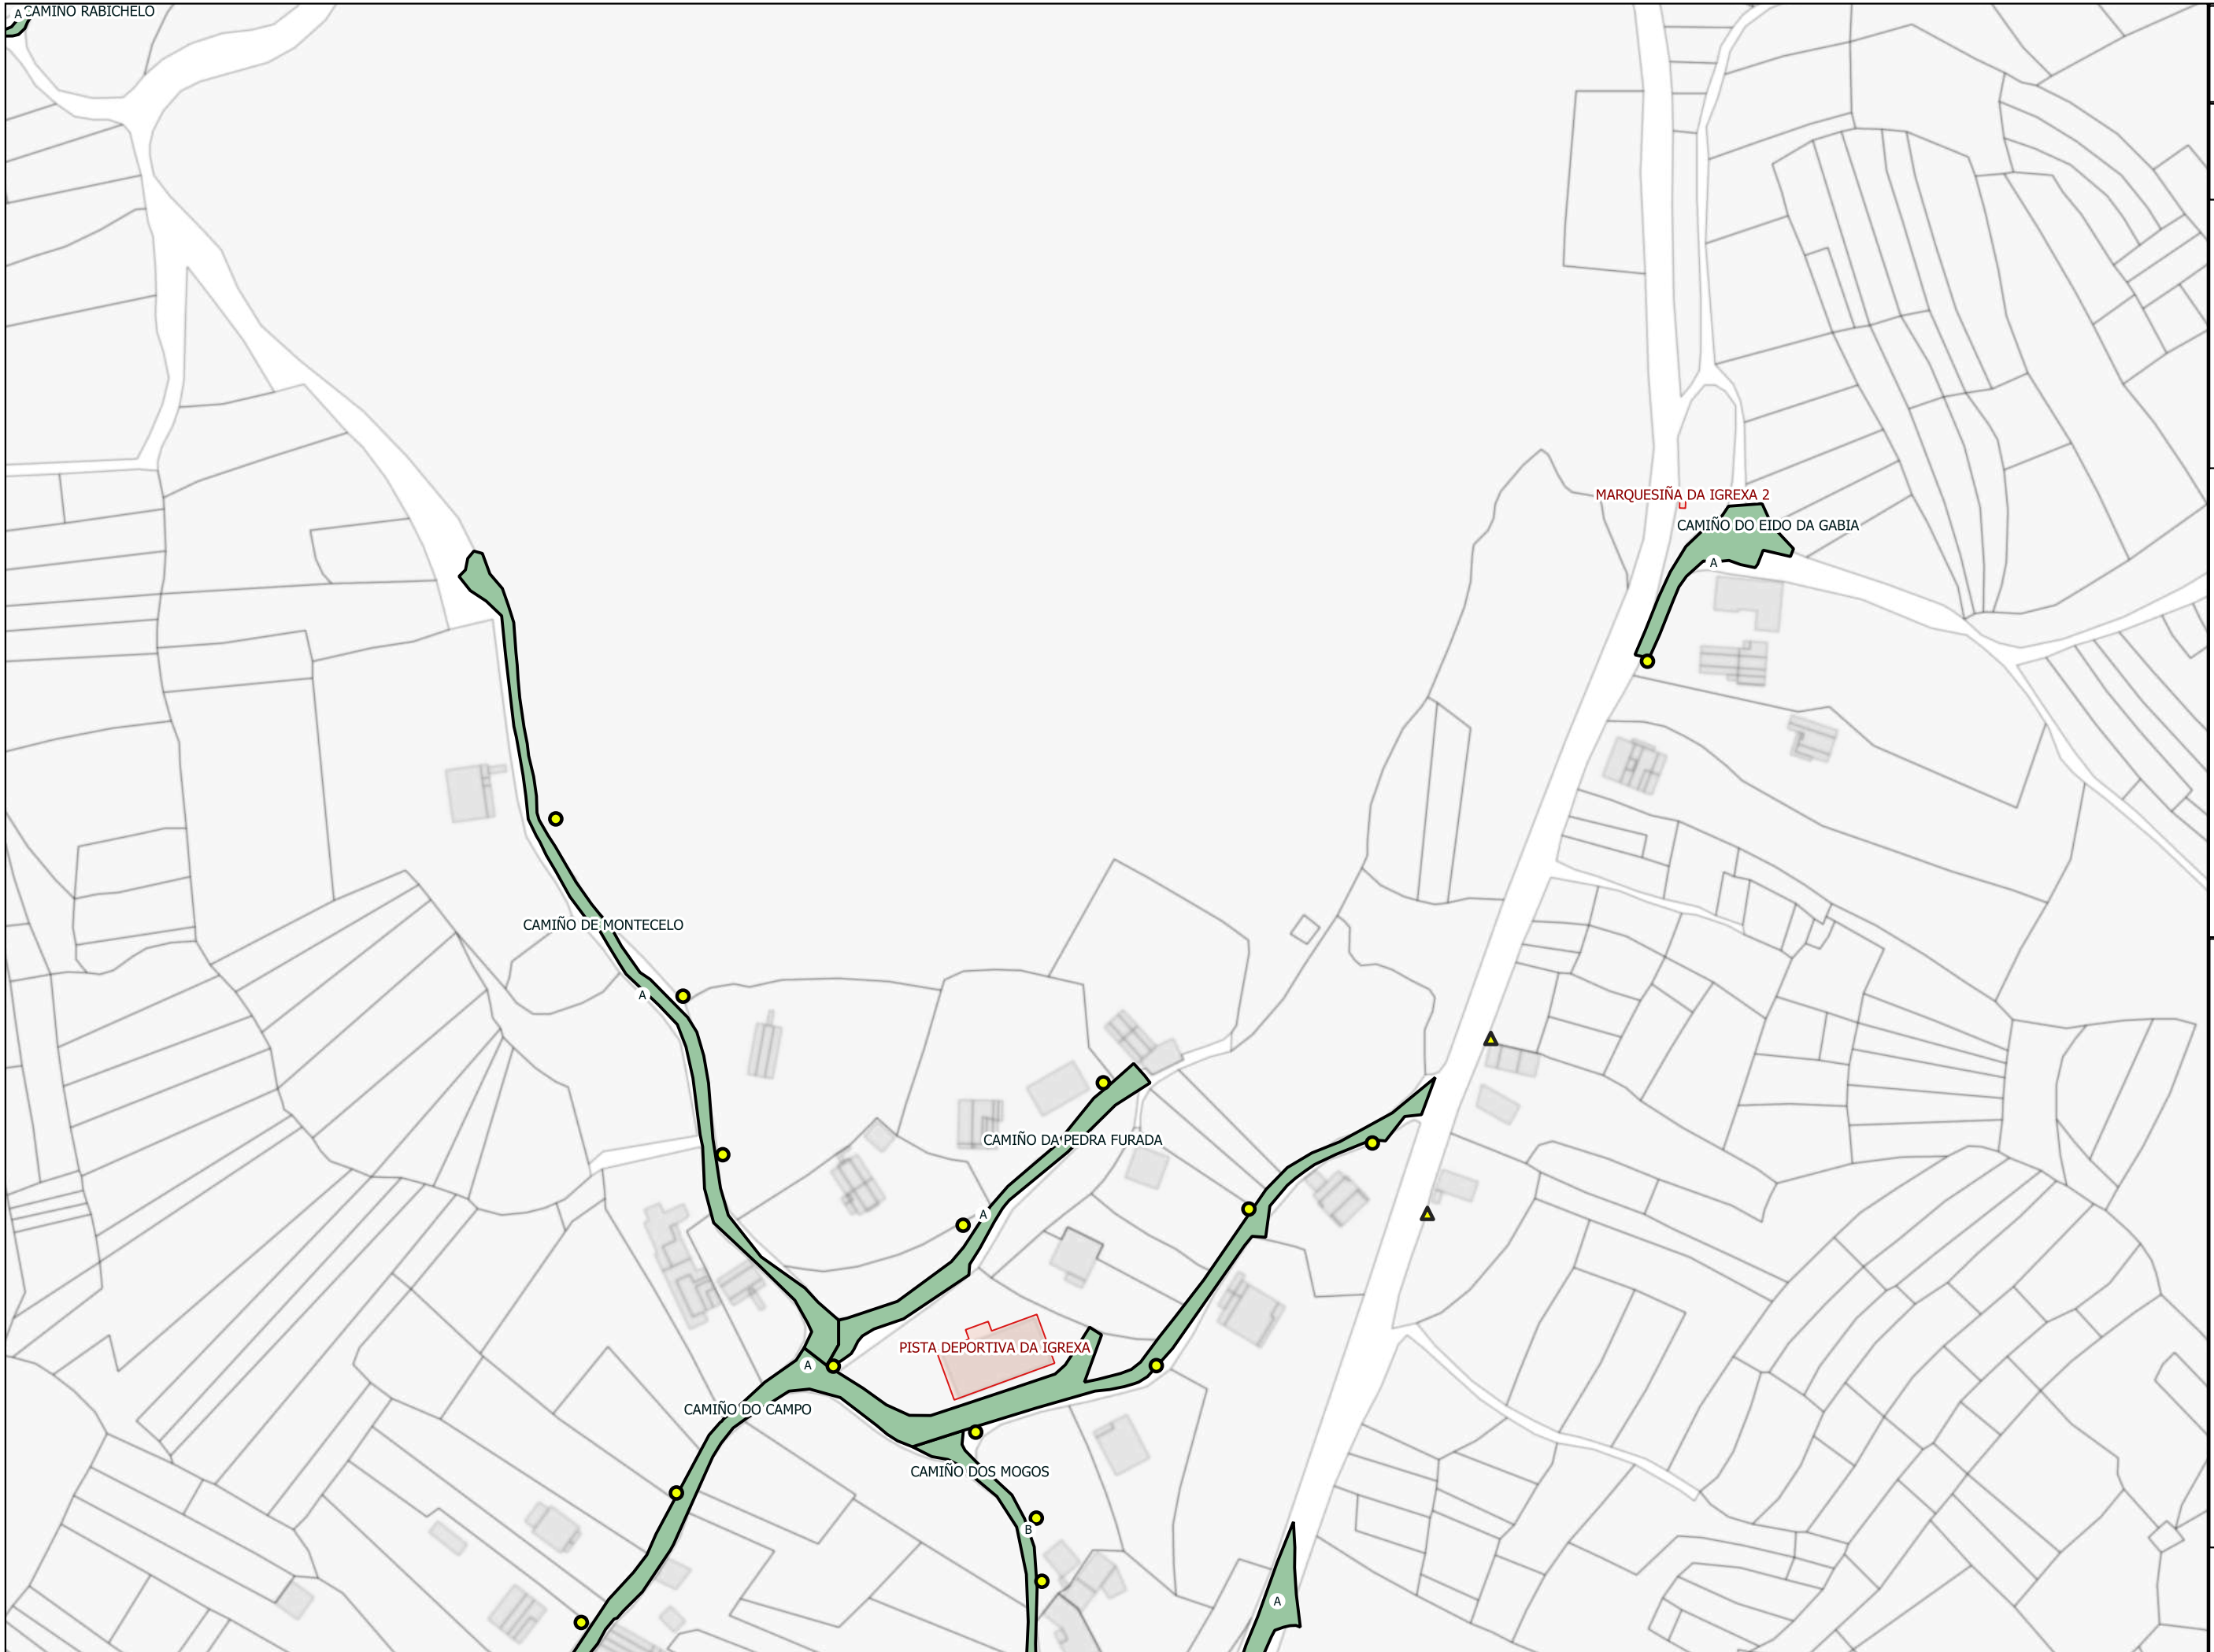 A
CAMINO RABICHELO
MARQUESIÑA DA IGREXA 2
CAMIÑO DO EIDO DA GABIA
A
CAMIÑO DE MONTECELO
A
CAMIÑO DA PEDRA FURADA
A
PISTA DEPORTIVA DA IGREXA
A
CAMIÑO DO CAMPO
CAMIÑO DOS MOGOS
B
A